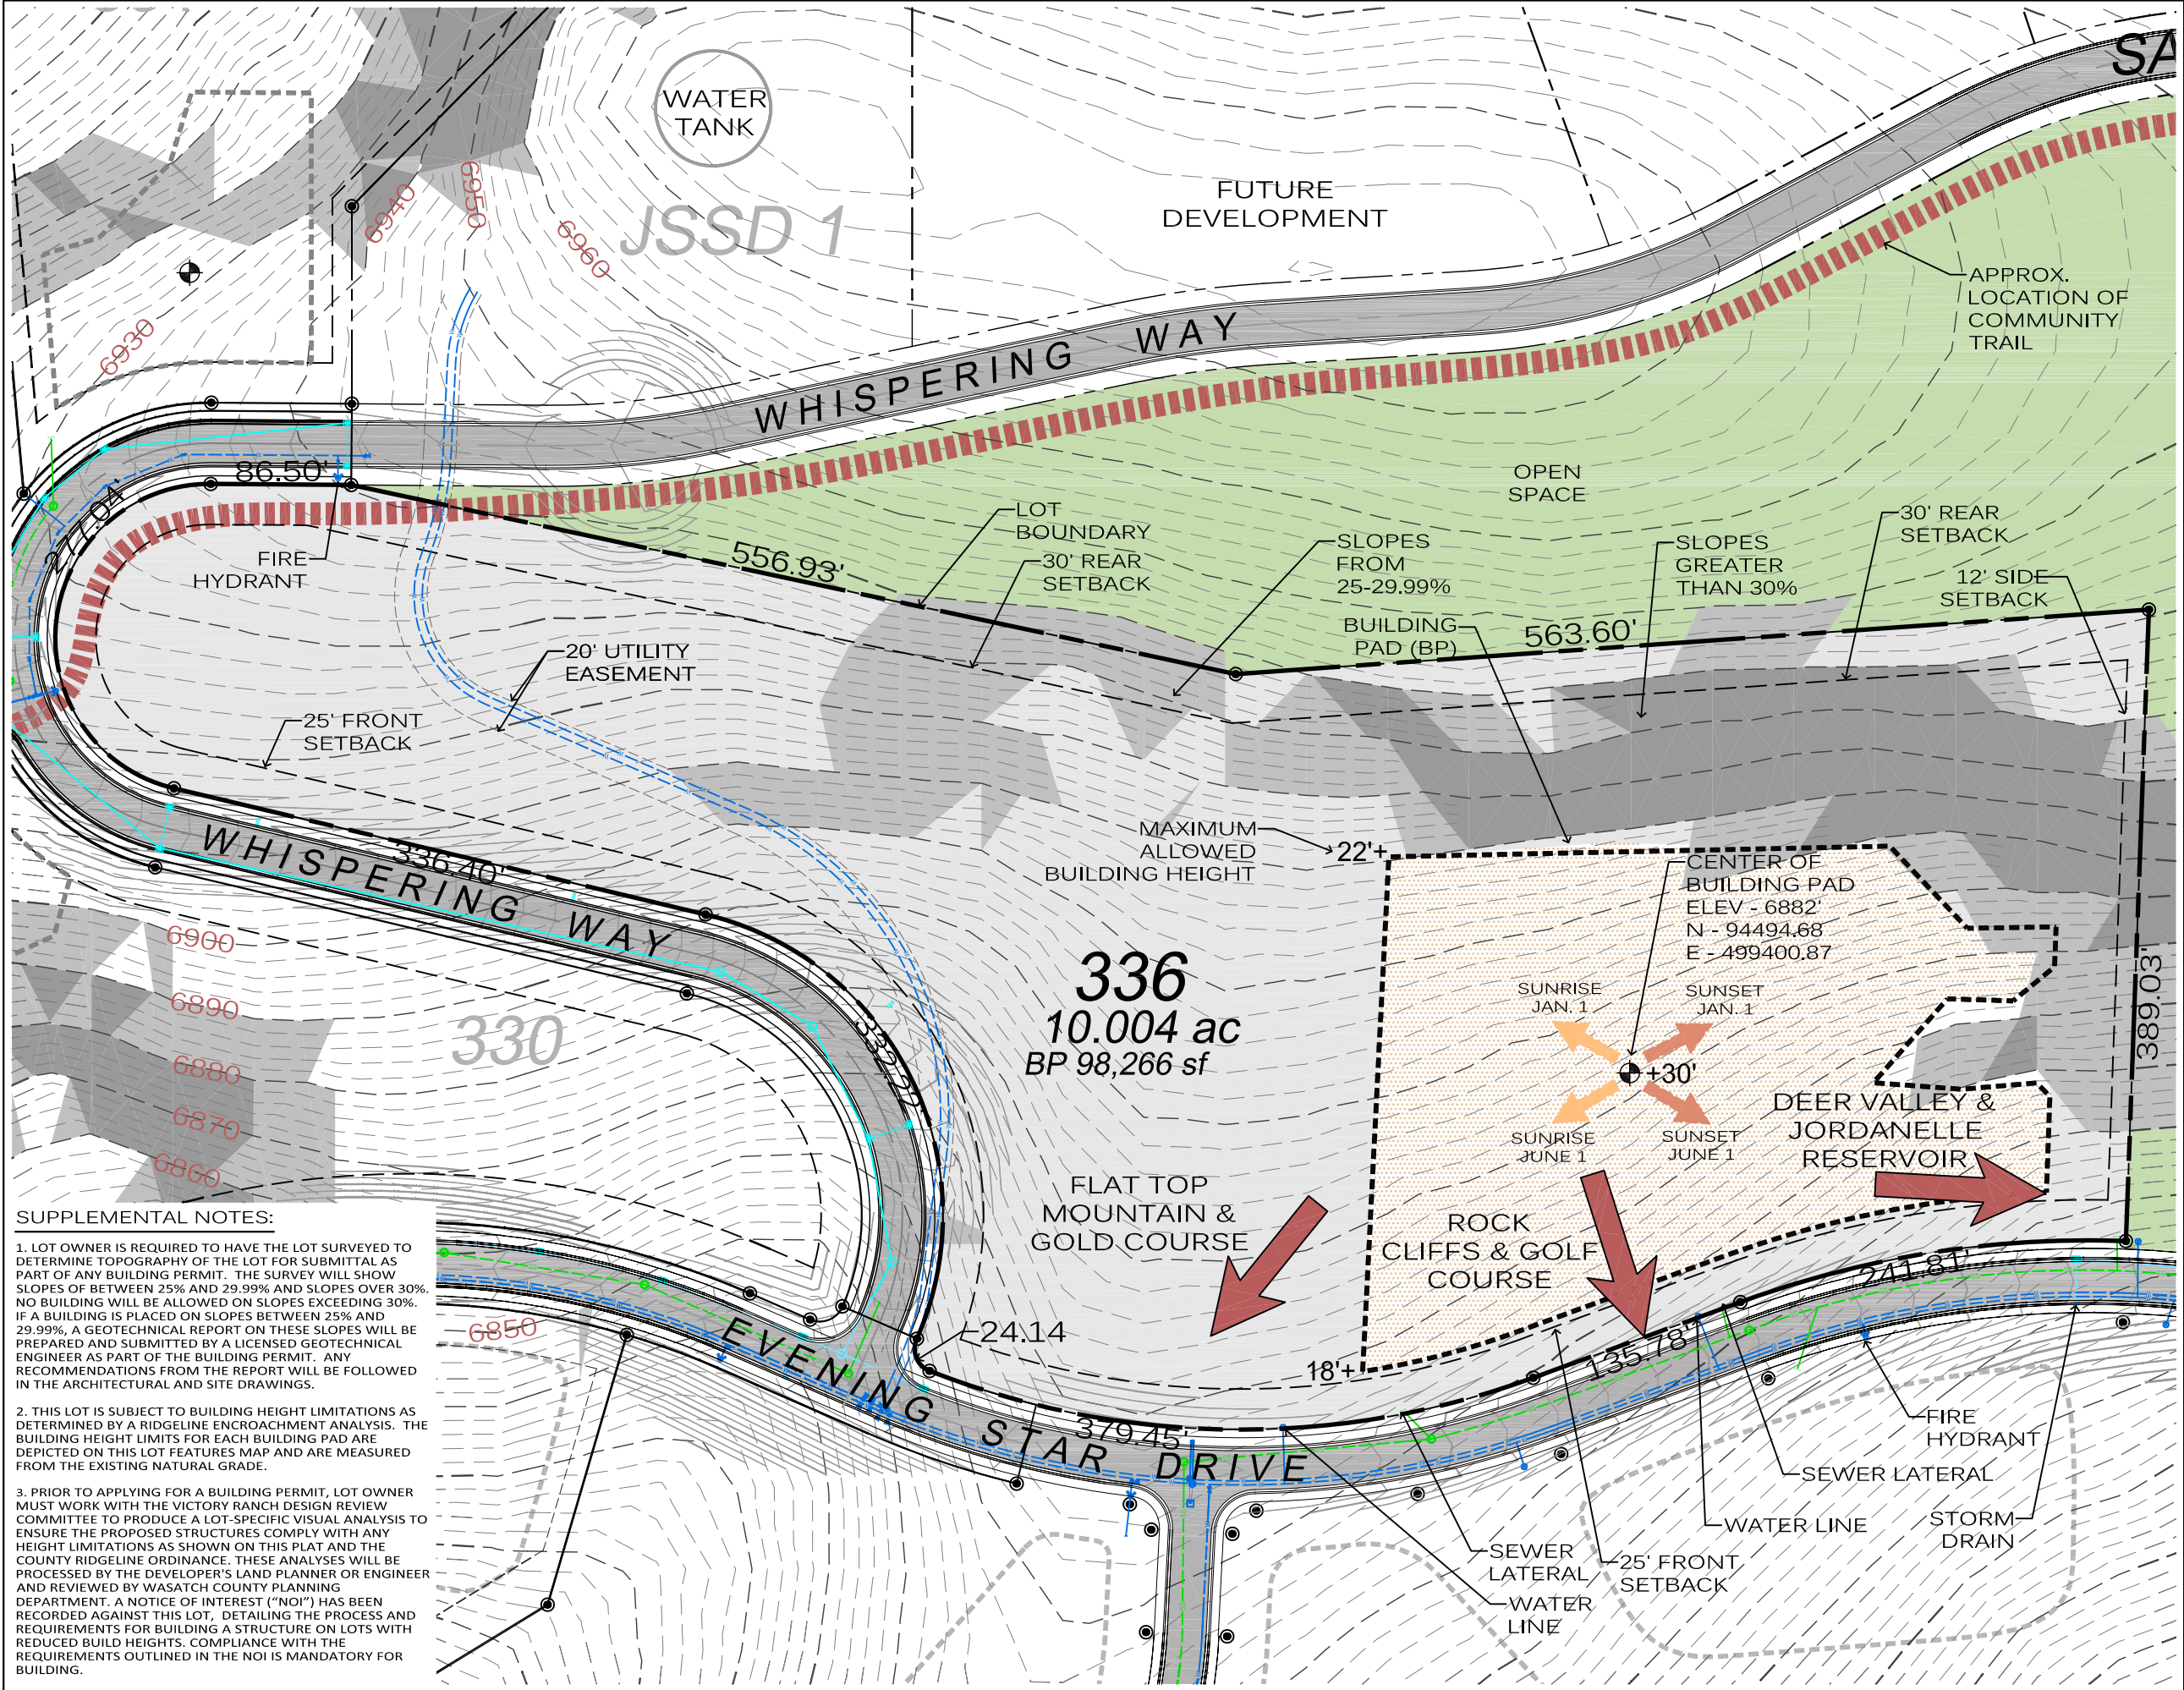 SA
WATER
TANK
JSSD 1
FUTURE
DEVELOPMENT
6940
6950
6960
6930
APPROX.
LOCATION OF
COMMUNITY
TRAIL
WHISPERING WAY
86.50'
FIRE
HYDRANT
OPEN
SPACE
LOT
BOUNDARY
30' REAR
SETBACK
556.93'
SLOPES
FROM
25-29.99%
SLOPES
GREATER
THAN 30%
30' REAR
SETBACK
12' SIDE
SETBACK
BUILDING
PAD (BP)
563.60'
20' UTILITY
EASEMENT
25' FRONT
SETBACK
MAXIMUM
ALLOWED
BUILDING HEIGHT
22'+
CENTER OF
BUILDING PAD
ELEV - 6882'
N - 94494.68
E - 499400.87
WHISPERING WAY
336.40'
6900
6890
6880
6870
6860
330
332.22'
336
10.004 ac
BP 98,266 sf
389.03'
SUNRISE
JAN. 1
SUNSET
JAN. 1
+30'
SUNRISE
JUNE 1
SUNSET
JUNE 1
DEER VALLEY &
JORDANELLE
RESERVOIR
FLAT TOP
MOUNTAIN &
GOLD COURSE
ROCK
CLIFFS & GOLF
COURSE
241.81'
135.78'
18'+
24.14
6850
379.45'
EVENING STAR DRIVE
FIRE
HYDRANT
SEWER LATERAL
WATER LINE
STORM
DRAIN
SEWER
LATERAL
25' FRONT
SETBACK
WATER
LINE
SUPPLEMENTAL NOTES:
1. LOT OWNER IS REQUIRED TO HAVE THE LOT SURVEYED TO
DETERMINE TOPOGRAPHY OF THE LOT FOR SUBMITTAL AS
PART OF ANY BUILDING PERMIT. THE SURVEY WILL SHOW
SLOPES OF BETWEEN 25% AND 29.99% AND SLOPES OVER 30%.
NO BUILDING WILL BE ALLOWED ON SLOPES EXCEEDING 30%.
IF A BUILDING IS PLACED ON SLOPES BETWEEN 25% AND
29.99%, A GEOTECHNICAL REPORT ON THESE SLOPES WILL BE
PREPARED AND SUBMITTED BY A LICENSED GEOTECHNICAL
ENGINEER AS PART OF THE BUILDING PERMIT. ANY
RECOMMENDATIONS FROM THE REPORT WILL BE FOLLOWED
IN THE ARCHITECTURAL AND SITE DRAWINGS.
2. THIS LOT IS SUBJECT TO BUILDING HEIGHT LIMITATIONS AS
DETERMINED BY A RIDGELINE ENCROACHMENT ANALYSIS. THE
BUILDING HEIGHT LIMITS FOR EACH BUILDING PAD ARE
DEPICTED ON THIS LOT FEATURES MAP AND ARE MEASURED
FROM THE EXISTING NATURAL GRADE.
3. PRIOR TO APPLYING FOR A BUILDING PERMIT, LOT OWNER
MUST WORK WITH THE VICTORY RANCH DESIGN REVIEW
COMMITTEE TO PRODUCE A LOT-SPECIFIC VISUAL ANALYSIS TO
ENSURE THE PROPOSED STRUCTURES COMPLY WITH ANY
HEIGHT LIMITATIONS AS SHOWN ON THIS PLAT AND THE
COUNTY RIDGELINE ORDINANCE. THESE ANALYSES WILL BE
PROCESSED BY THE DEVELOPER'S LAND PLANNER OR ENGINEER
AND REVIEWED BY WASATCH COUNTY PLANNING
DEPARTMENT. A NOTICE OF INTEREST (“NOI”) HAS BEEN
RECORDED AGAINST THIS LOT, DETAILING THE PROCESS AND
REQUIREMENTS FOR BUILDING A STRUCTURE ON LOTS WITH
REDUCED BUILD HEIGHTS. COMPLIANCE WITH THE
REQUIREMENTS OUTLINED IN THE NOI IS MANDATORY FOR
BUILDING.